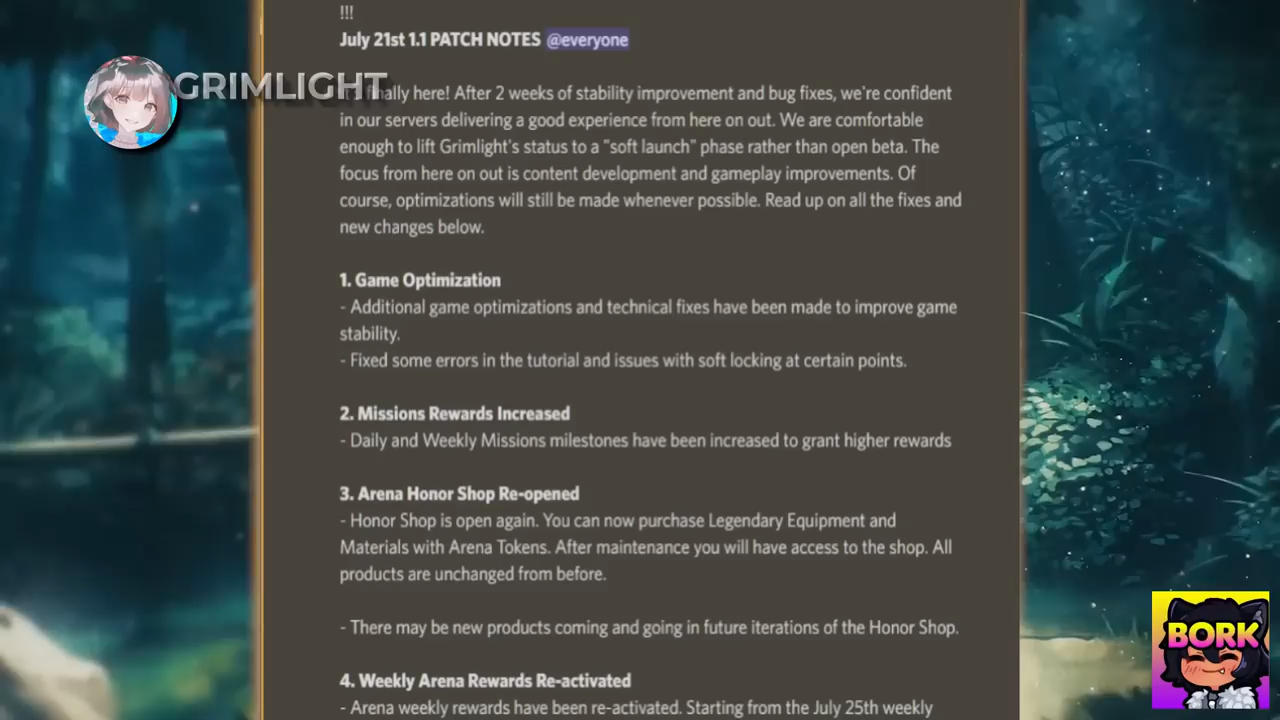 !!!
July 21st 1.1 PATCH NOTES @everyone
GRIMLIGHT
finally here! After 2 weeks of stability improvement and bug fixes, we're confident
in our servers delivering a good experience from here on out. We are comfortable
enough to lift Grimlight's status to a "soft launch" phase rather than open beta. The
focus from here on out is content development and gameplay improvements. Of
course, optimizations will still be made whenever possible. Read up on all the fixes and
new changes below.
1. Game Optimization
- Additional game optimizations and technical fixes have been made to improve game
stability.
- Fixed some errors in the tutorial and issues with soft locking at certain points.
2. Missions Rewards Increased
- Daily and Weekly Missions milestones have been increased to grant higher rewards
3. Arena Honor Shop Re-opened
- Honor Shop is open again. You can now purchase Legendary Equipment and
Materials with Arena Tokens. After maintenance you will have access to the shop. All
products are unchanged from before.
- There may be new products coming and going in future iterations of the Honor Shop.
4. Weekly Arena Rewards Re-activated
- Arena weekly rewards have been re-activated. Starting from the July 25th weekly
BORK